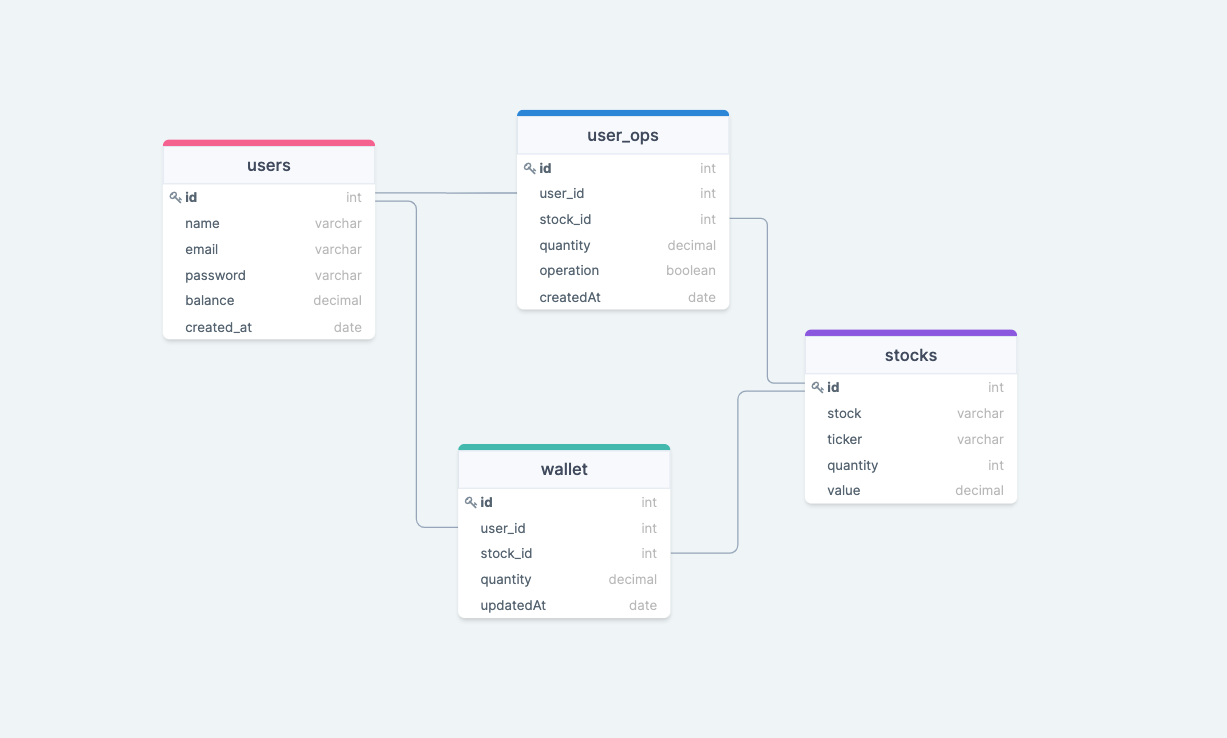 users
id int
name varchar
email varchar
password varchar
balance decimal
created_at date
user_ops
id int
user_id int
stock_id int
quantity decimal
operation boolean
createdAt date
stocks
id int
stock varchar
ticker varchar
quantity int
value decimal
wallet
id int
user_id int
stock_id int
quantity decimal
updatedAt date